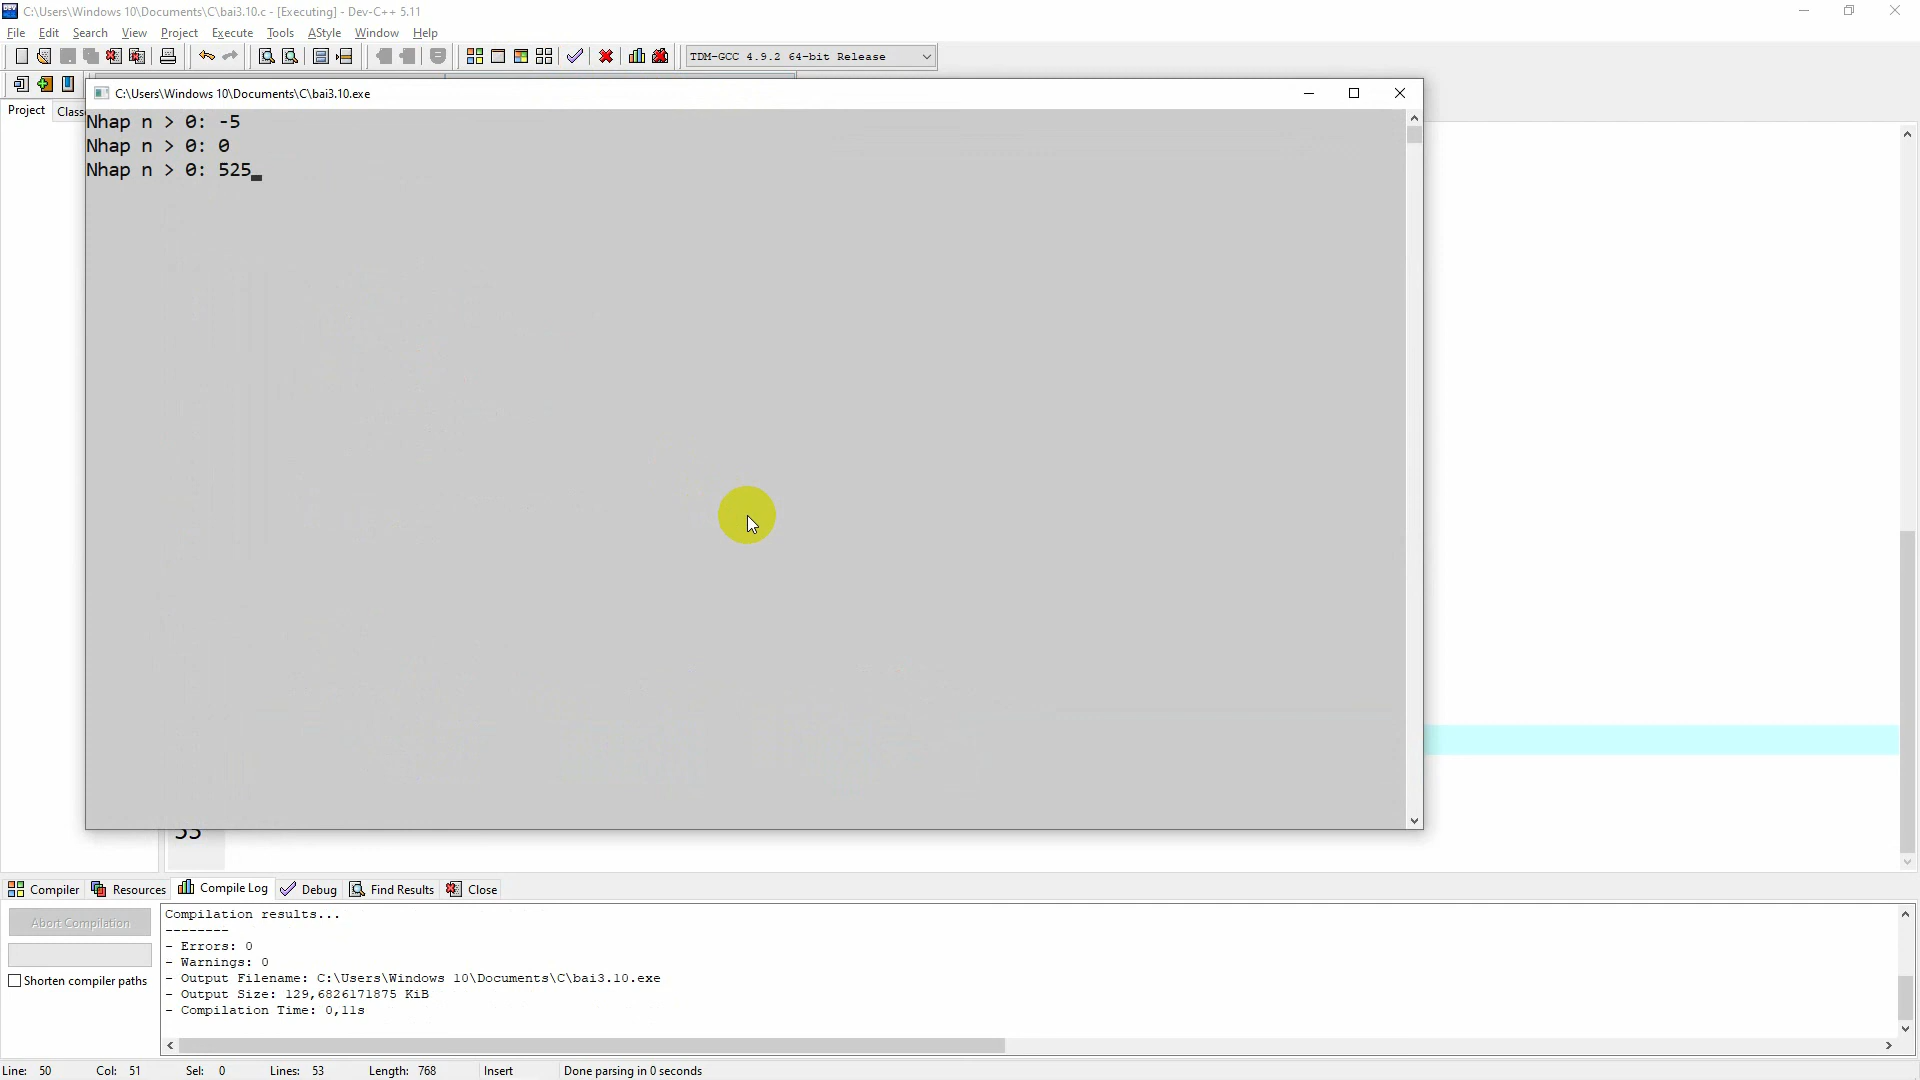 C:\Users\Windows 10\Documents\C\bai3.10.c - [Executing] - Dev-C++ 5.11
File Edit Search View Project Execute Tools AStyle Window Help
TDM-GCC 4.9.2 64-bit Release
C:\Users\Windows 10\Documents\C\bai3.10.exe
Project
Nhap n > 0: -5
Nhap n > 0: 0
Nhap n > 0: 525
53
Compiler Resources Compile Log Debug Find Results Close
Abort Compilation
Shorten compiler paths
Compilation results...
--------
- Errors: 0
- Warnings: 0
- Output Filename: C:\Users\Windows 10\Documents\C\bai3.10.exe
- Output Size: 129,6826171875 KiB
- Compilation Time: 0,11s
Line: 50 Col: 51 Sel: 0 Lines: 53 Length: 768 Insert Done parsing in 0 seconds